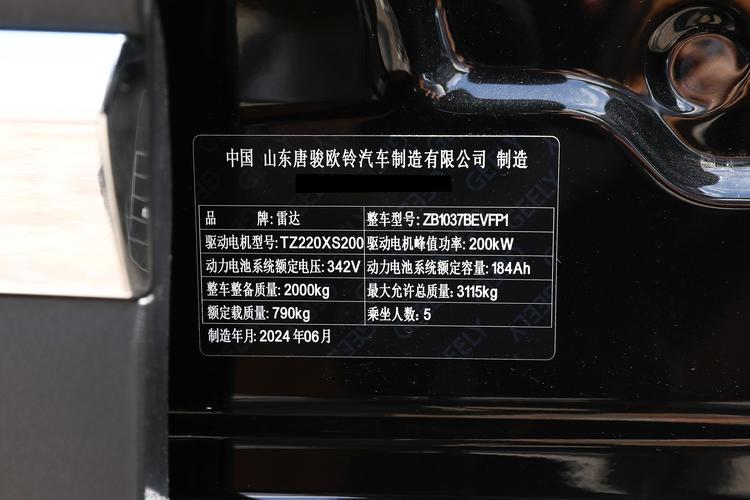 中国 山东唐骏欧铃汽车制造有限公司 制造
品 牌: 雷达 整车型号: ZB1037BEVFP1
驱动电机型号: TZ220XS200 驱动电机峰值功率: 200kW
动力电池系统额定电压: 342V 动力电池系统额定容量: 184Ah
整车整备质量: 2000kg 最大允许总质量: 3115kg
额定载质量: 790kg 乘坐人数: 5
制造年月: 2024年06月
GEELY
GEELY
GEELY